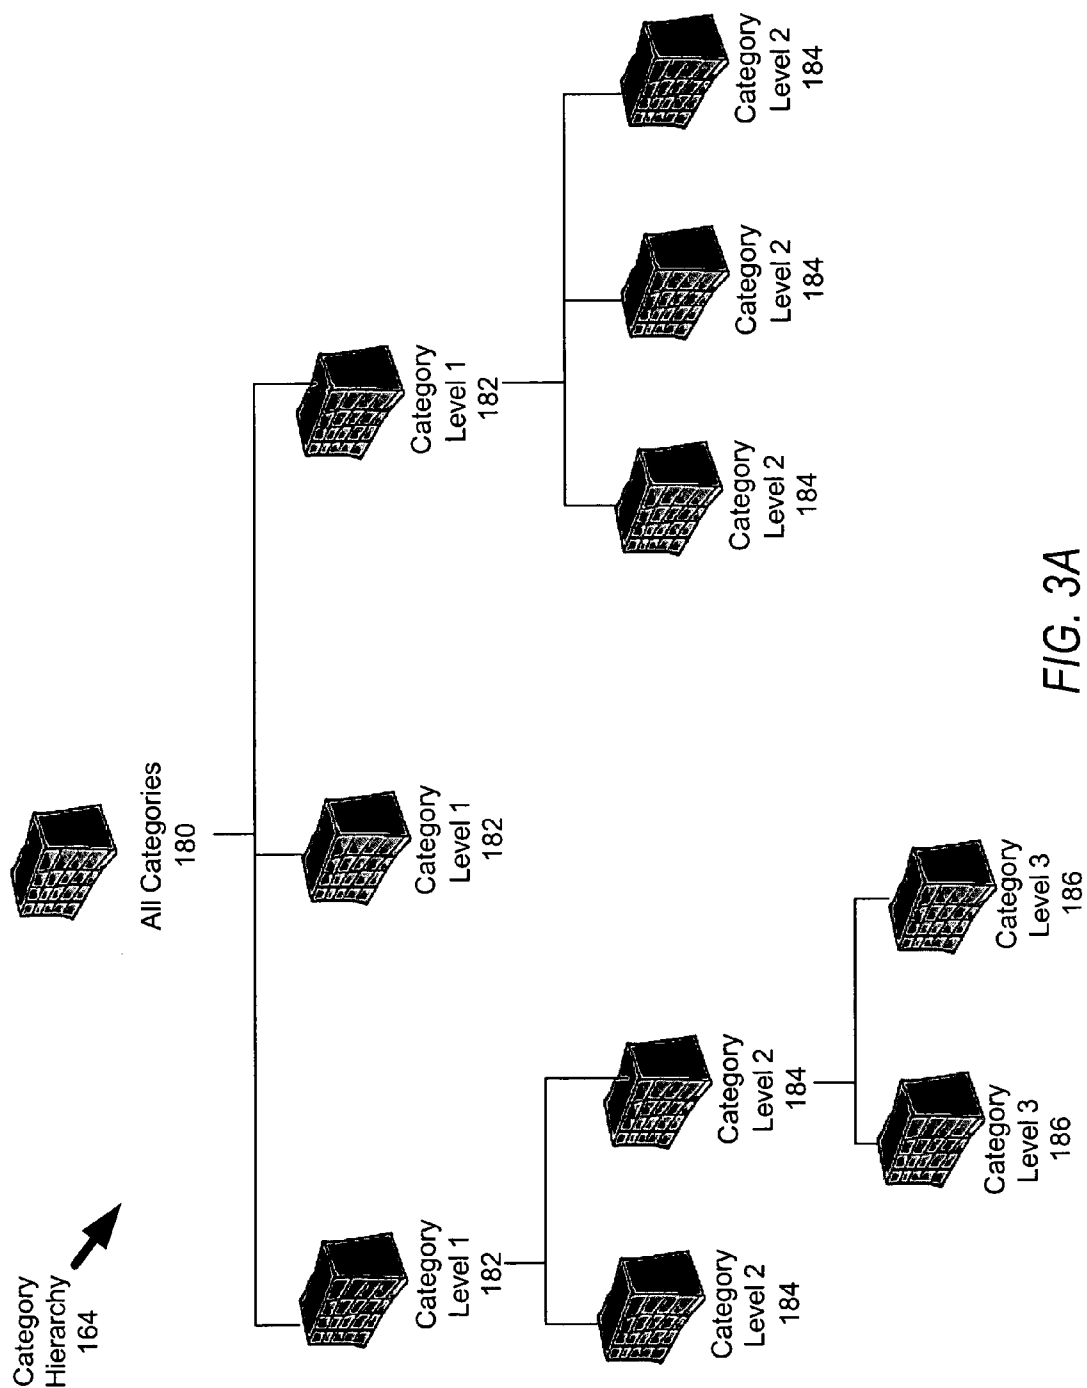 Category
Hierarchy
164
All Categories
180
Category
Level 1
182
Category
Level 1
182
Category
Level 1
182
Category
Level 2
184
Category
Level 2
184
Category
Level 2
184
Category
Level 2
184
Category
Level 2
184
Category
Level 3
186
Category
Level 3
186
FIG. 3A